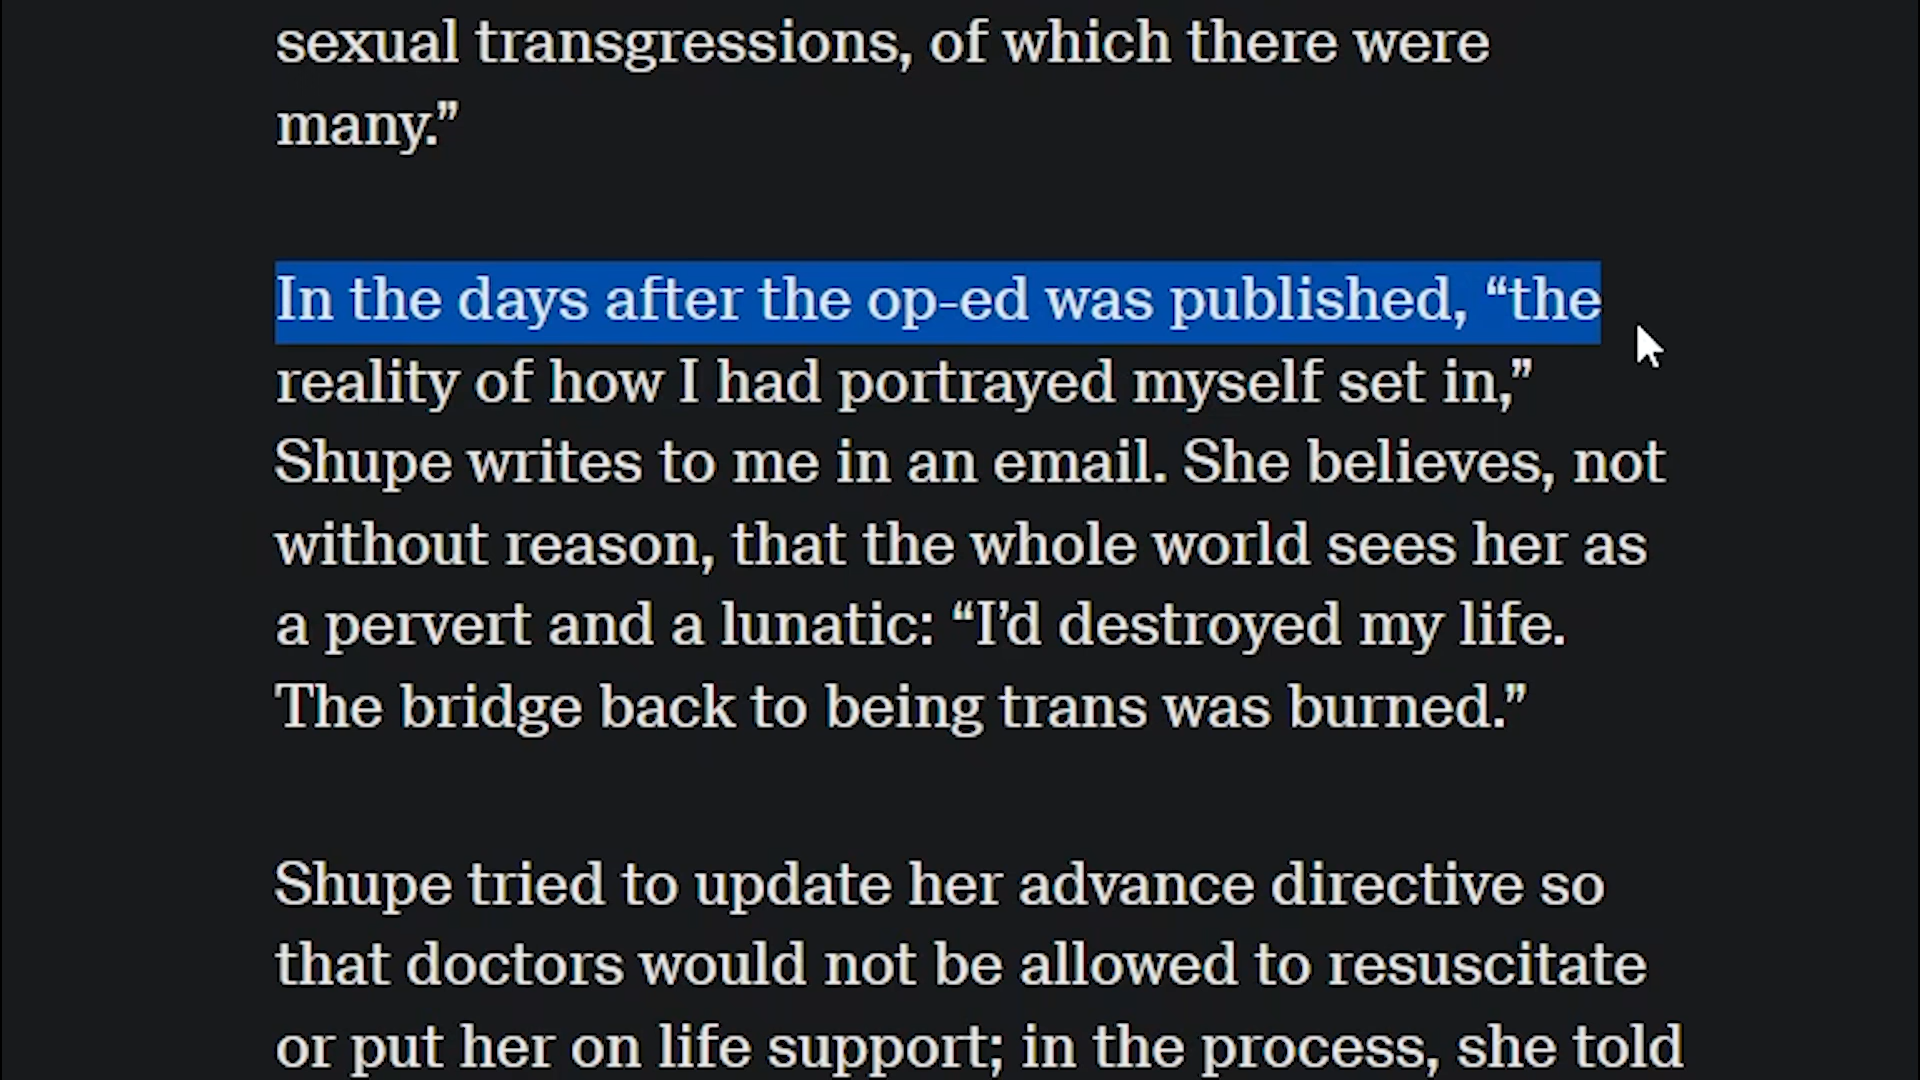 sexual transgressions, of which there were
many.”
In the days after the op-ed was published, “the
reality of how I had portrayed myself set in,”
Shupe writes to me in an email. She believes, not
without reason, that the whole world sees her as
a pervert and a lunatic: “I’d destroyed my life.
The bridge back to being trans was burned.”
Shupe tried to update her advance directive so
that doctors would not be allowed to resuscitate
or put her on life support; in the process, she told